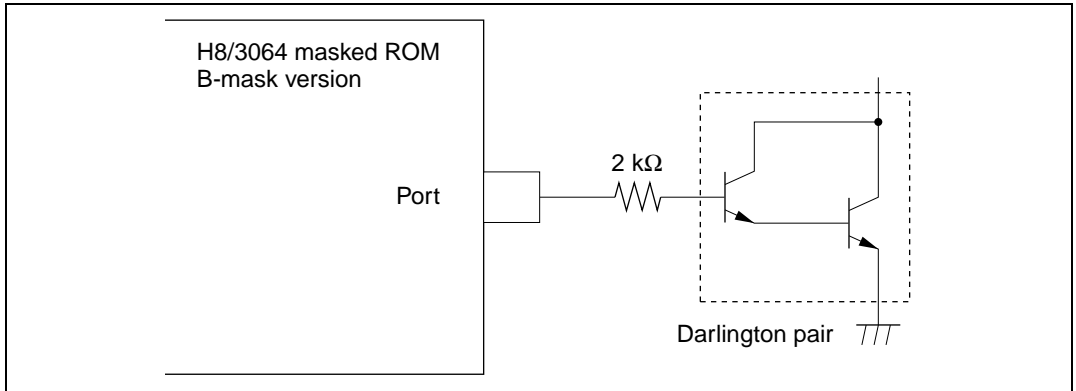 H8/3064 masked ROM
B-mask version
2 kΩ
Port
Darlington pair